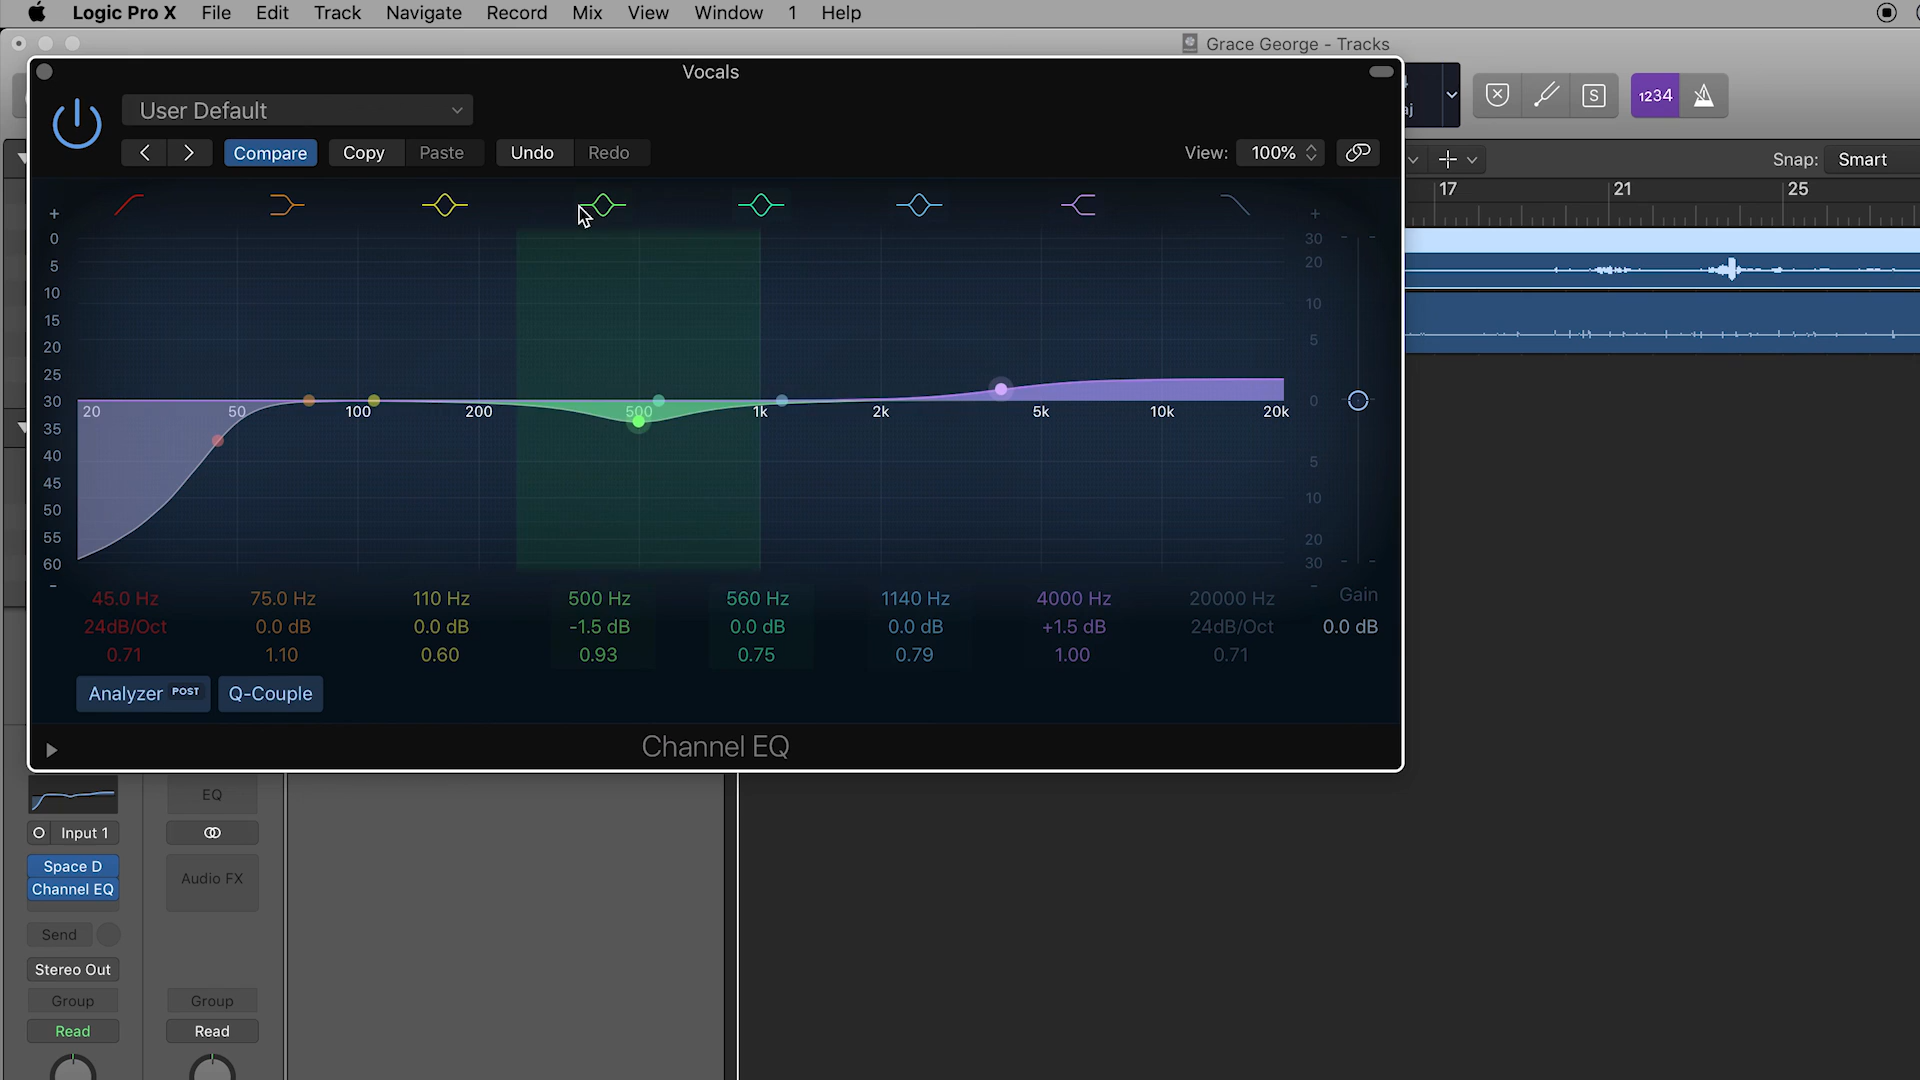 Logic Pro X File Edit Track Navigate Record Mix View Window 1 Help
Grace George - Tracks
Vocals
User Default
Compare Copy Paste Undo Redo View: 100%
S 1234
Snap: Smart
17 21 25
+ +
0 30
5 20
10 10
15
20 5
25
30 0
20 50 100 200 500 1k 2k 5k 10k 20k
35
40 5
45
50 10
55 20
60 30
- -
45.0 Hz 75.0 Hz 110 Hz 500 Hz 560 Hz 1140 Hz 4000 Hz 20000 Hz Gain
24dB/Oct 0.0 dB 0.0 dB -1.5 dB 0.0 dB 0.0 dB +1.5 dB 24dB/Oct 0.0 dB
0.71 1.10 0.60 0.93 0.75 0.79 1.00 0.71
Analyzer POST Q-Couple
Channel EQ
EQ
Input 1
Space D
Audio FX
Channel EQ
Send
Stereo Out
Group Group
Read Read